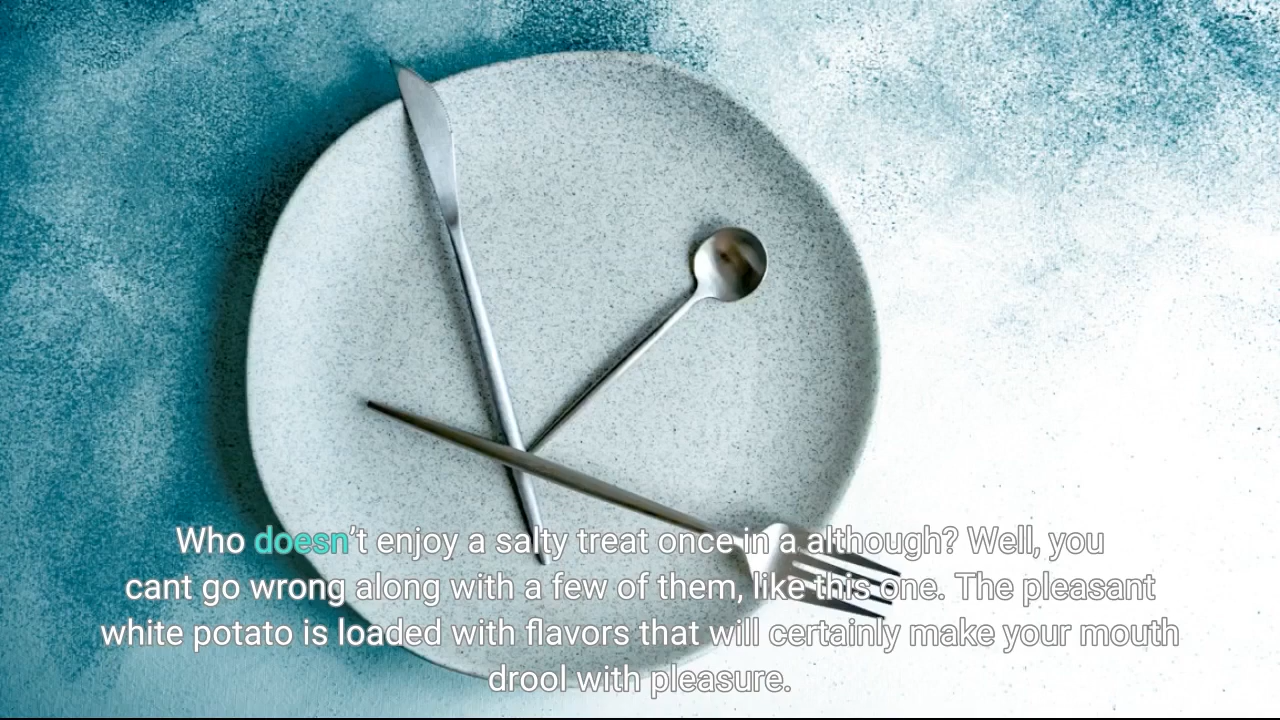 Who doesn't enjoy a salty treat once in a although? Well, you
cant go wrong along with a few of them, like this one. The pleasant
white potato is loaded with flavors that will certainly make your mouth
drool with pleasure.